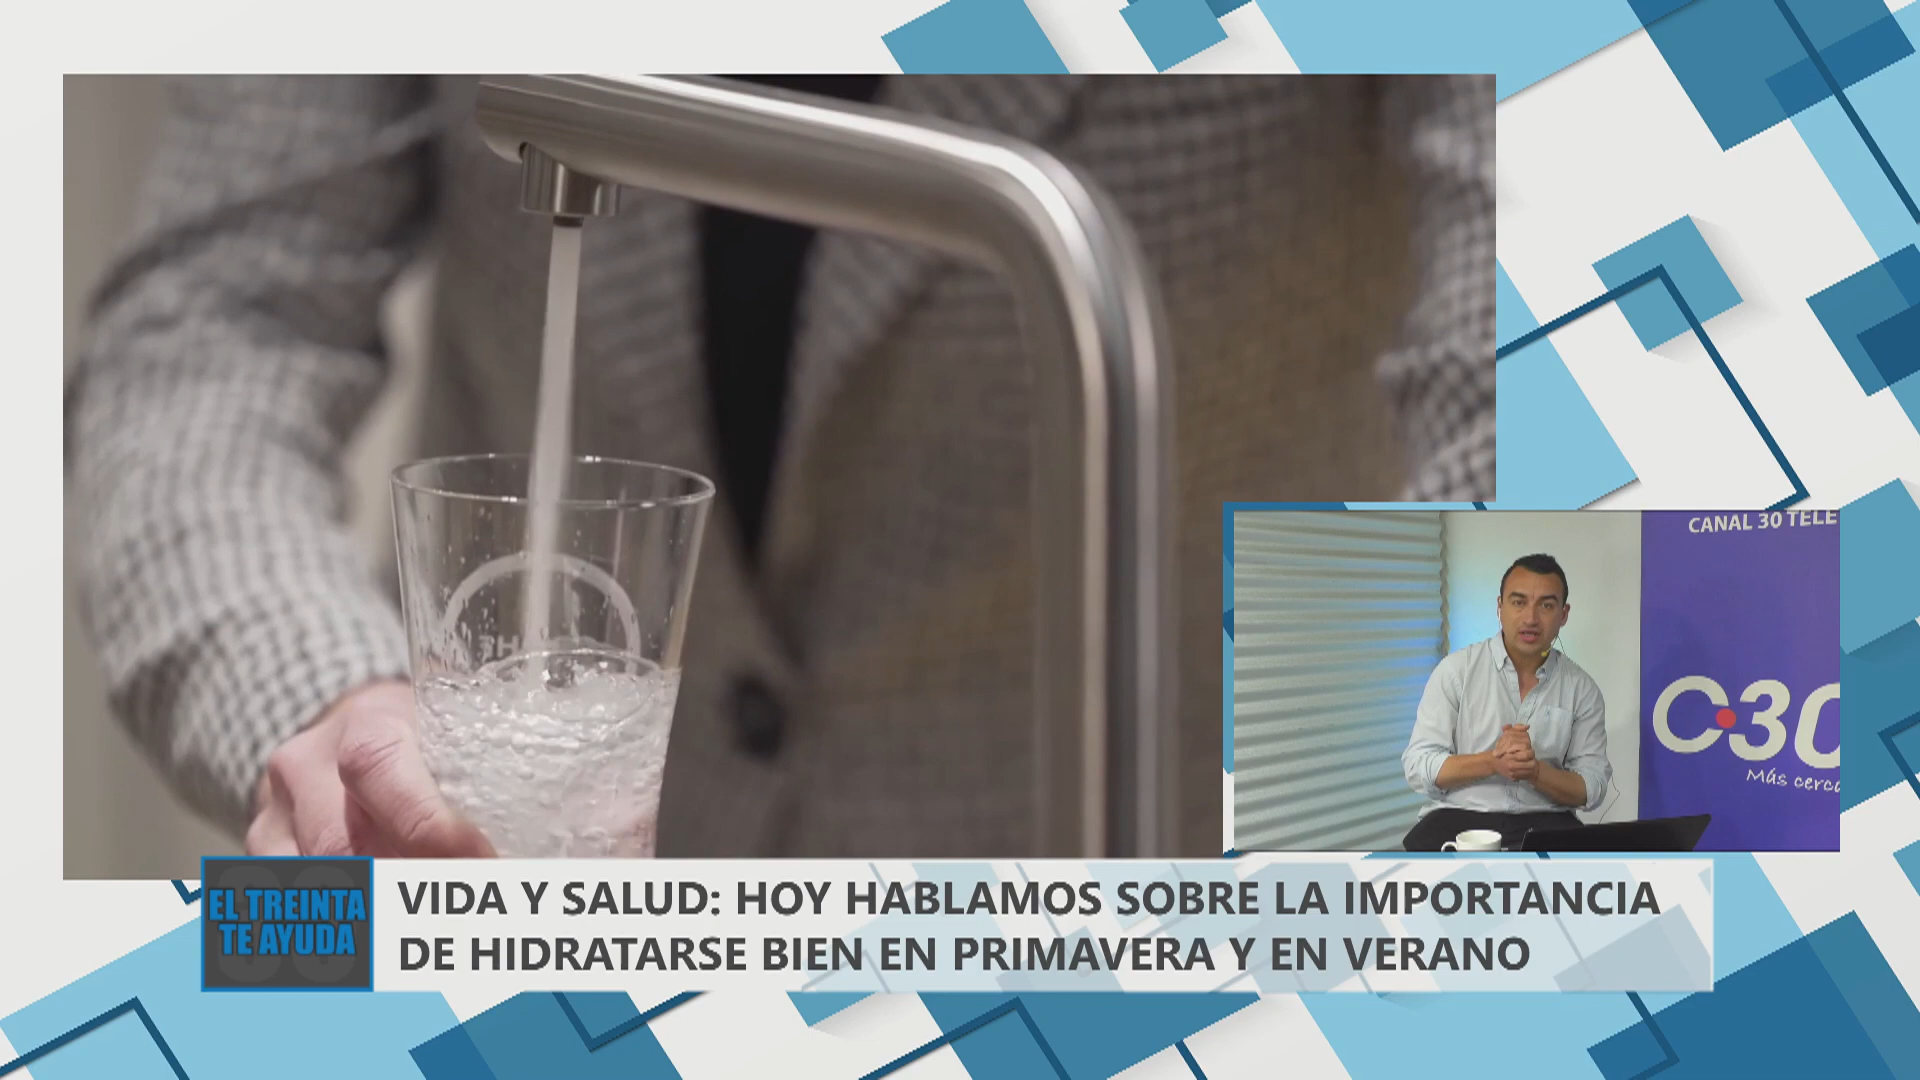 CANAL 30 TELE
C30
Más cerca
EL TREINTA
TE AYUDA
VIDA Y SALUD: HOY HABLAMOS SOBRE LA IMPORTANCIA
DE HIDRATARSE BIEN EN PRIMAVERA Y EN VERANO